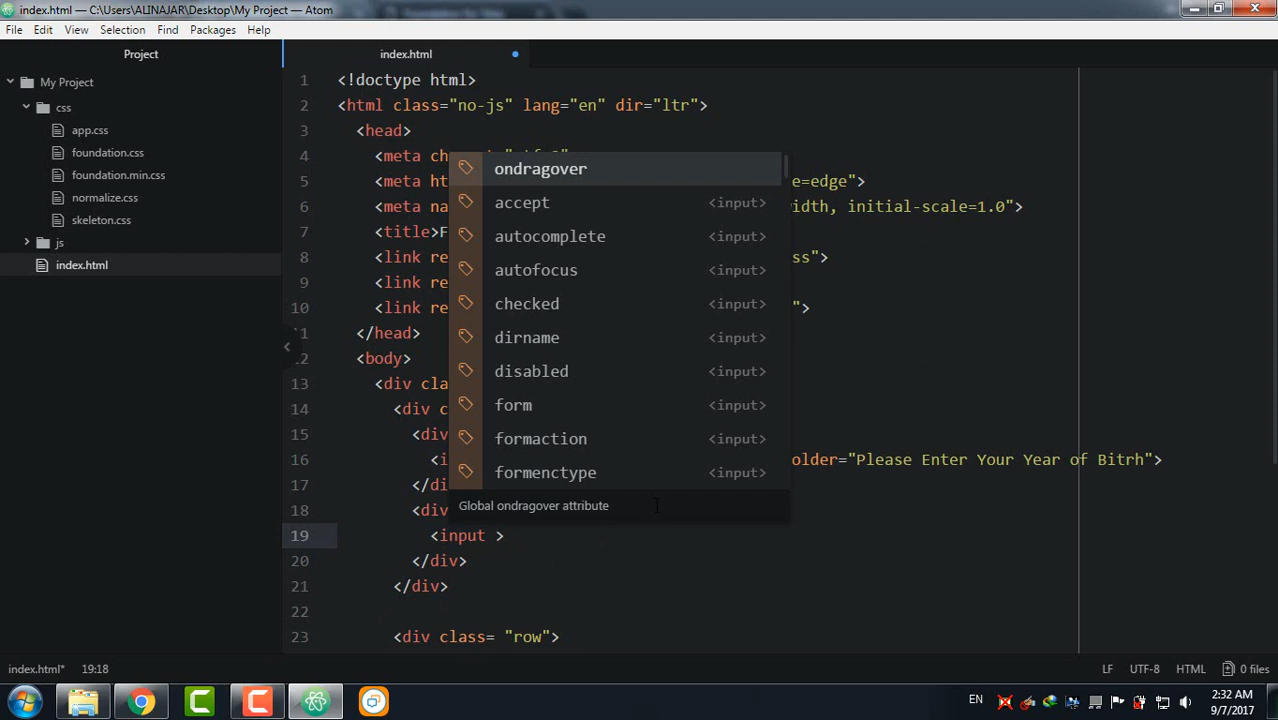 index.html — C:\Users\ALINAJAR\Desktop\My Project — Atom
File Edit View Selection Find Packages Help
Project
index.html
My Project
css
app.css
foundation.css
foundation.min.css
normalize.css
skeleton.css
js
index.html
1 <!doctype html>
2 <html class="no-js" lang="en" dir="ltr">
3 <head>
4 <meta ch
5 <meta ht e=edge">
6 <meta na width, initial-scale=1.0">
7 <title>F
8 <link re ss">
9 <link re
10 <link re ">
11 </head>
12 <body>
13 <div cla
14 <div c
15 <div
16 <i older="Please Enter Your Year of Bitrh">
17 </di
18 <div
19 <input >
20 </div>
21 </div>
22
23 <div class= "row">
ondragover
accept <input>
autocomplete <input>
autofocus <input>
checked <input>
dirname <input>
disabled <input>
form <input>
formaction <input>
formenctype <input>
Global ondragover attribute
index.html* 19:18 LF UTF-8 HTML 0 files
EN
2:32 AM
9/7/2017